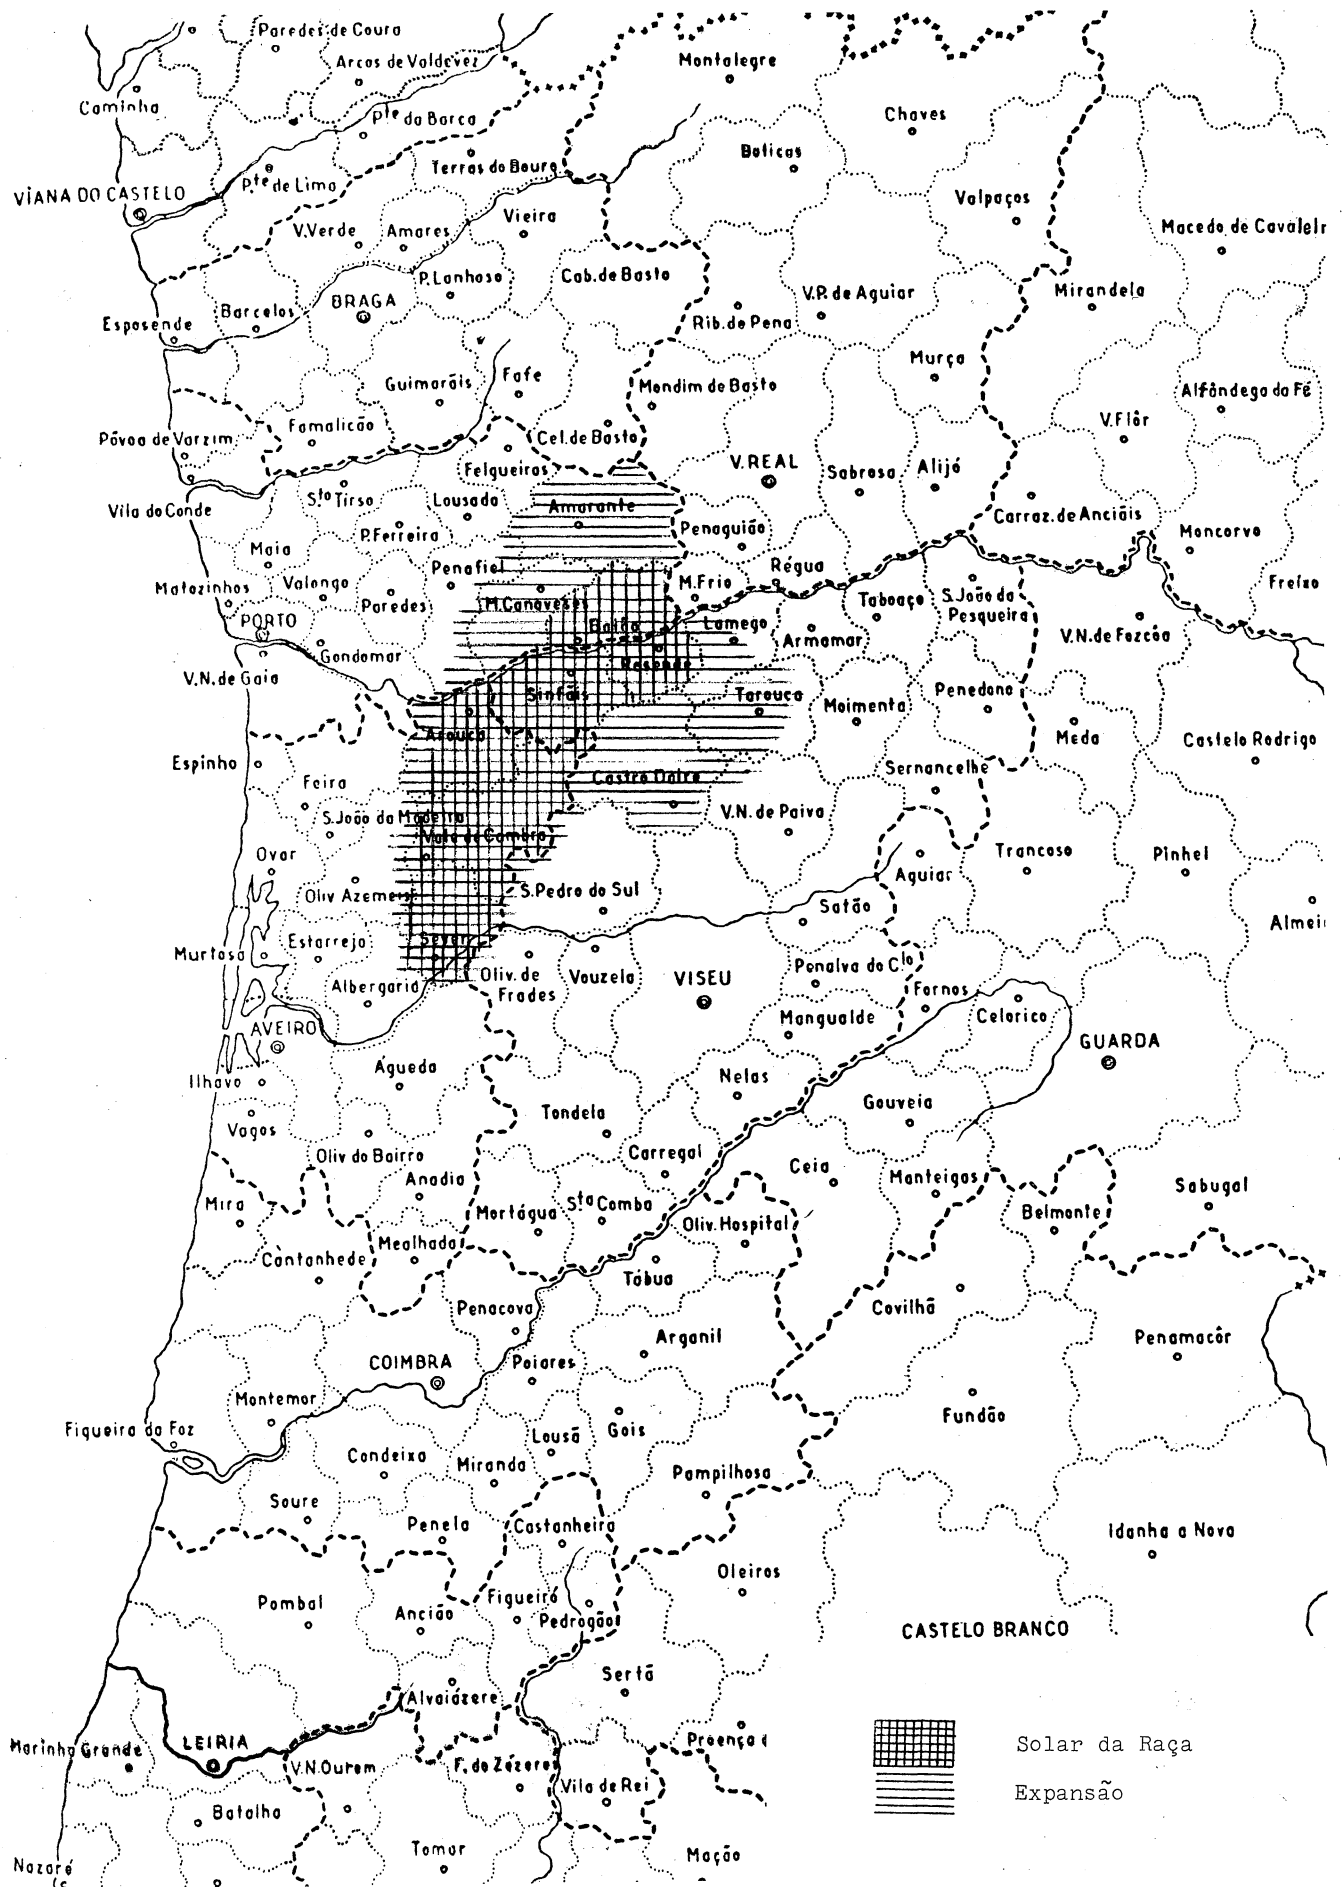 Paredes de Coura
Arcos de Valdevez
Montalegre
Caminha
Pte da Barca
Chaves
Boticas
Terras do Bouro
Pte de Lima
VIANA DO CASTELO
Valpaços
Vieira
V.Verde
Amares
Macedo de Cavaleir
P.Lanhoso
Cab.de Basto
BRAGA
V.P.de Aguiar
Mirandela
Barcelos
Esposende
Rib.de Pena
Murça
Guimarãis
Fafe
Mondim de Basto
Alfândega da Fé
Famalicão
V.Flôr
Póvoa de Varzim
Cel.de Basto
Felgueiras
V.REAL
Sabrosa
Alijó
Sto Tirso
Lousada
Amarante
Vila do Conde
Carraz.de Anciãis
P.Ferreira
Penaguião
Moncorvo
Maia
Penafiel
Régua
Matozinhos
Valongo
M.Frio
Freixo
Paredes
M.Canavezes
Taboaço
S.João da
Pesqueira
PORTO
Baião
Lamego
Armamar
V.N.de Fozcôa
Gondomar
Resende
V.N.de Gaia
Sinfãis
Tarouca
Penedono
Moimenta
Arouca
Meda
Castelo Rodrigo
Espinho
Castro Daire
Sernancelhe
Feira
S.João da Madeira
V.N.de Paiva
Vale de Cambra
Ovar
Trancoso
Pinhel
Aguiar
Oliv Azemeis
S.Pedro do Sul
Satão
Almei
Estarreja
Sever
Murtosa
Penalva do Clo
Oliv.de
Frades
Vouzela
VISEU
Albergaria
Fornos
Celorico
Mangualde
AVEIRO
GUARDA
Águeda
Ilhavo
Nelas
Gouveia
Vagos
Tondela
Oliv do Bairro
Carregal
Ceia
Anadia
Manteigas
Sabugal
Mira
Mortágua
Sta Comba
Oliv.Hospital
Belmonte
Mealhada
Cantanhede
Tábua
Penacova
Covilhã
Arganil
Penamacôr
COIMBRA
Poiares
Montemor
Fundão
Figueira da Foz
Lousã
Gois
Condeixa
Miranda
Pampilhosa
Soure
Penela
Castanheira
Idanha a Nova
Oleiros
Pombal
Ancião
Figueiró
Pedrogão
CASTELO BRANCO
Sertã
Alvaiázere
Marinha Grande
LEIRIA
Proença
Solar da Raça
V.N.Ourem
F.do Zézere
Vila de Rei
Expansão
Batalha
Tomar
Mação
Nazaré